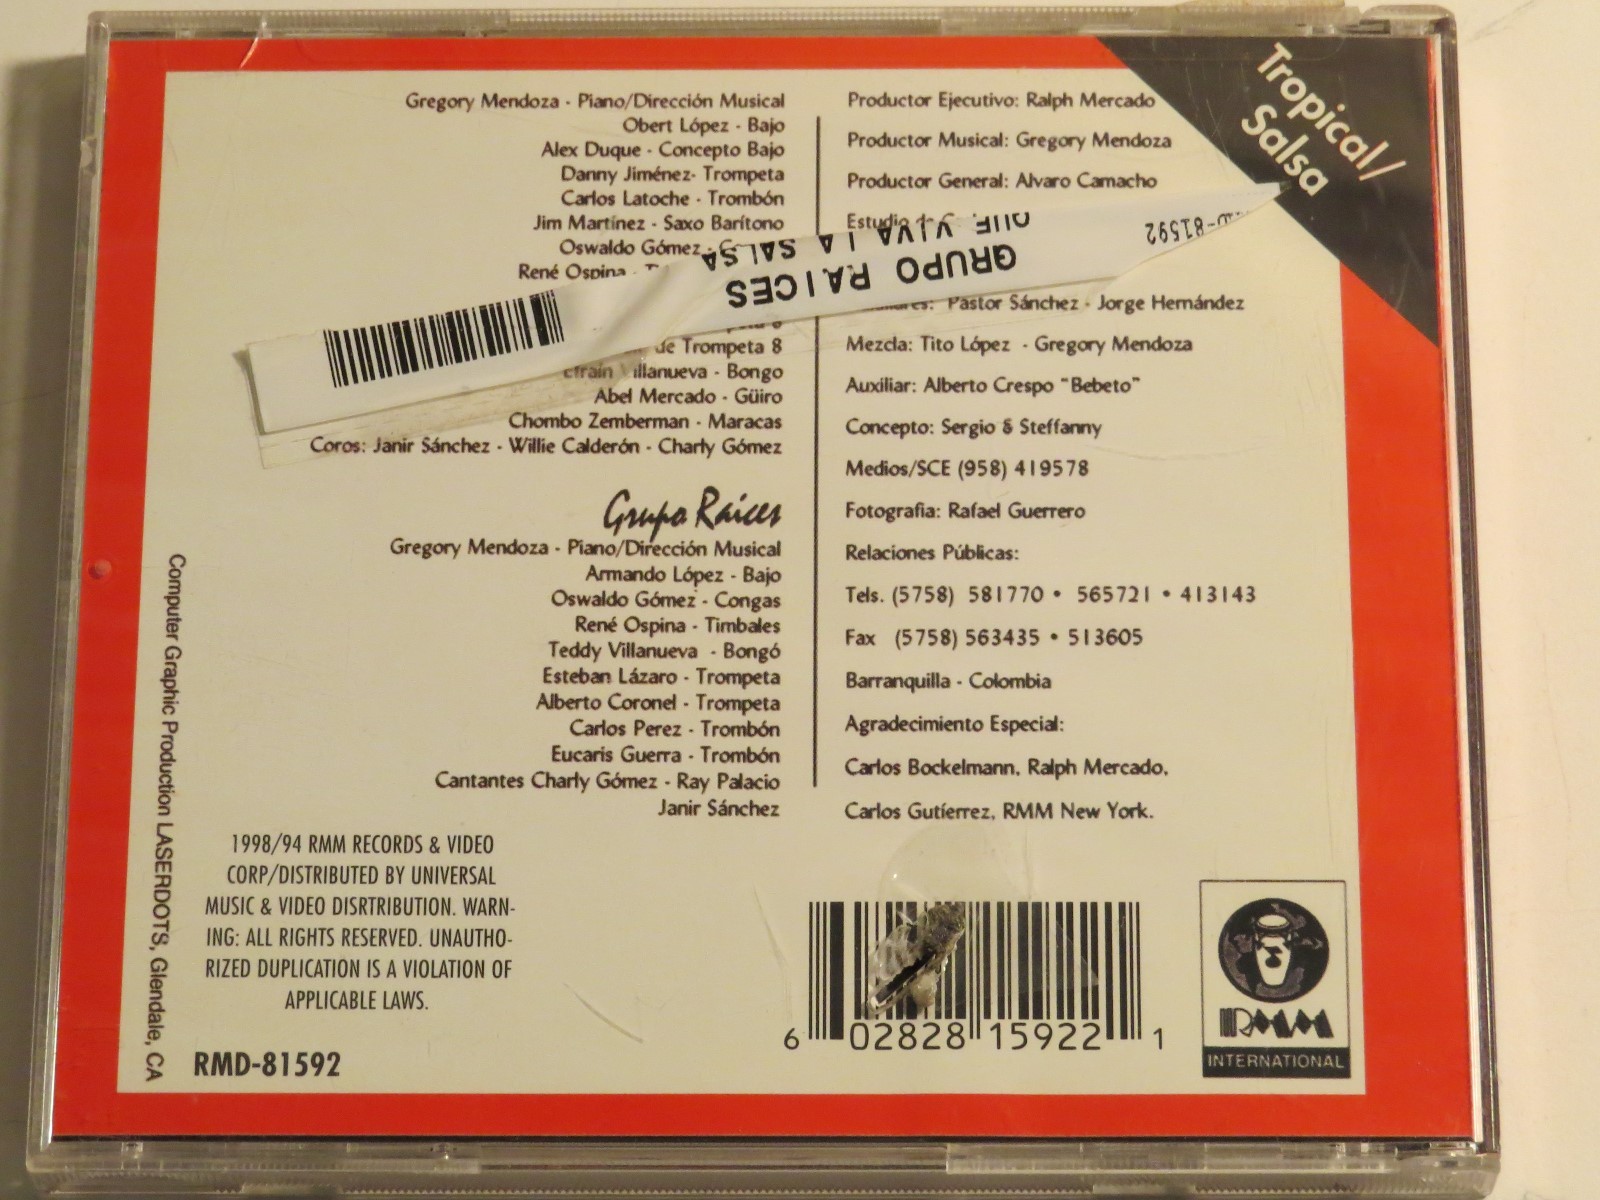 Tropical/
Salsa
Gregory Mendoza - Piano/Dirección Musical
Obert López - Bajo
Alex Duque - Concepto Bajo
Danny Jiménez- Trompeta
Carlos Latoche - Trombón
Jim Martínez - Saxo Barítono
Oswaldo Gómez -
René Ospina -
de Trompeta 8
Villanueva - Bongo
Abel Mercado - Güiro
Chombo Zemberman - Maracas
Coros: Janir Sánchez - Willie Calderón - Charly Gómez
Grupo Raices
Gregory Mendoza - Piano/Dirección Musical
Armando López - Bajo
Oswaldo Gómez - Congas
René Ospina - Timbales
Teddy Villanueva - Bongó
Esteban Lázaro - Trompeta
Alberto Coronel - Trompeta
Carlos Perez - Trombón
Eucaris Guerra - Trombón
Cantantes Charly Gómez - Ray Palacio
Janir Sánchez
Productor Ejecutivo: Ralph Mercado
Productor Musical: Gregory Mendoza
Productor General: Alvaro Camacho
Estudio
Pastor Sánchez - Jorge Hernández
Mezcla: Tito López - Gregory Mendoza
Auxiliar: Alberto Crespo "Bebeto"
Concepto: Sergio & Steffanny
Medios/SCE (958) 419578
Fotografia: Rafael Guerrero
Relaciones Públicas:
Tels. (5758) 581770 • 565721 • 413143
Fax (5758) 563435 • 513605
Barranquilla - Colombia
Agradecimiento Especial:
Carlos Bockelmann, Ralph Mercado,
Carlos Gutíerrez, RMM New York.
GRUPO RAICES
QUE VIVA LA SALSA
-81592
Computer Graphic Production LASERDOTS, Glendale, CA
1998/94 RMM RECORDS & VIDEO
CORP/DISTRIBUTED BY UNIVERSAL
MUSIC & VIDEO DISRTRIBUTION. WARN-
ING: ALL RIGHTS RESERVED. UNAUTHO-
RIZED DUPLICATION IS A VIOLATION OF
APPLICABLE LAWS.
RMD-81592
6 02828 15922 1
RMM
INTERNATIONAL